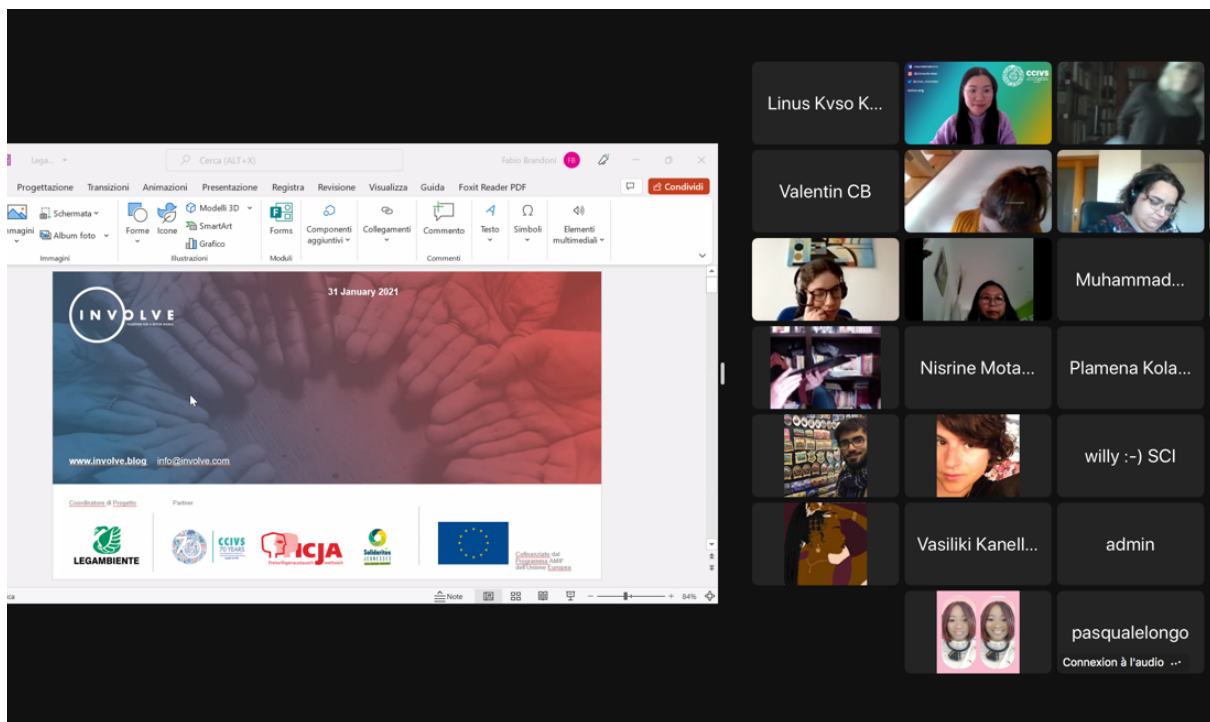 Lega...
Cerca (ALT+X)
Fabio Brandoni
FB
Progettazione Transizioni Animazioni Presentazione Registra Revisione Visualizza Guida Foxit Reader PDF
Condividi
mmagini
Schermata
Album foto
Forme
Icone
Modelli 3D
SmartArt
Grafico
Forms
Componenti
aggiuntivi
Collegamenti
Commento
Testo
Simboli
Elementi
multimediali
Immagini
Illustrazioni
Moduli
Commenti
31 January 2021
INVOLVE
www.involve.blog info@involve.com
Coordinatore di Progetto
Partner
LEGAMBIENTE
CCIVS
70 YEARS
ICJA
Freiwilligenaustausch weltweit
Solidarités
JEUNESSES
Cofinanziato dal
Programma AMIF
dell'Unione Europea
Note
84%
Linus Kvso K...
CCIVS
Valentin CB
Muhammad...
Nisrine Mota...
Plamena Kola...
willy :-) SCI
Vasiliki Kanell...
admin
pasqualelongo
Connexion à l'audio ...